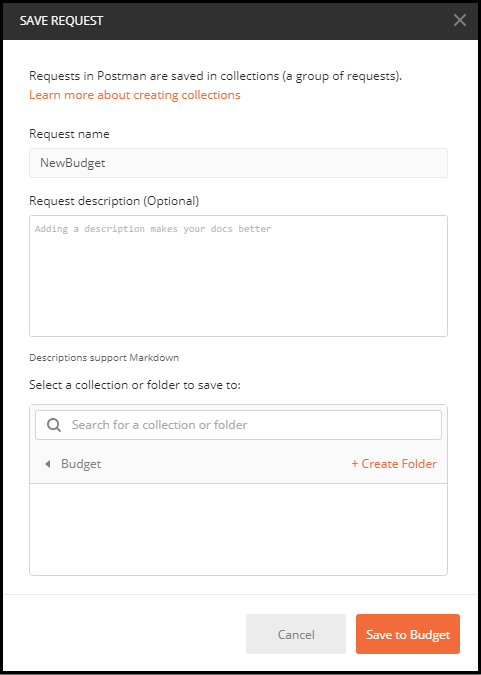 SAVE REQUEST
Requests in Postman are saved in collections (a group of requests).
Learn more about creating collections
Request name
NewBudget
Request description (Optional)
Adding a description makes your docs better
Descriptions support Markdown
Select a collection or folder to save to:
Search for a collection or folder
Budget + Create Folder
Cancel Save to Budget